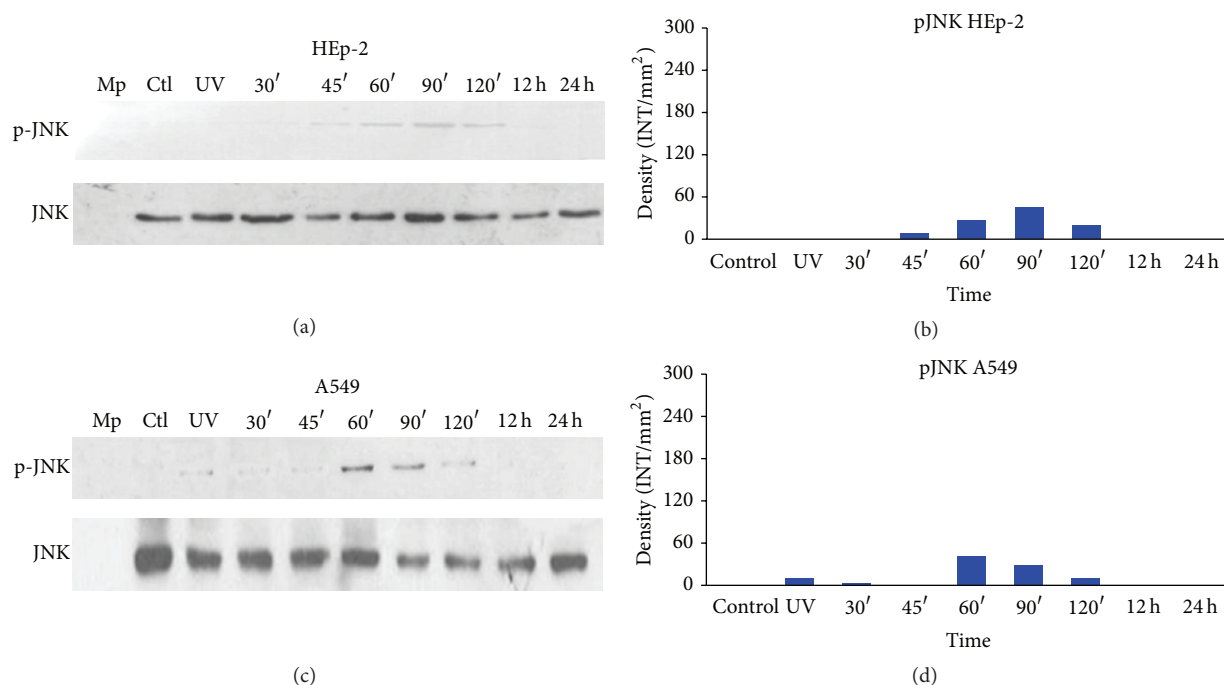 HEp-2
Mp Ctl UV 30′ 45′ 60′ 90′ 120′ 12 h 24 h
p-JNK
JNK
(a)
pJNK HEp-2
300
240
180
120
60
0
Density (INT/mm²)
Control UV 30′ 45′ 60′ 90′ 120′ 12 h 24 h
Time
(b)
A549
Mp Ctl UV 30′ 45′ 60′ 90′ 120′ 12 h 24 h
p-JNK
JNK
(c)
pJNK A549
300
240
180
120
60
0
Density (INT/mm²)
Control UV 30′ 45′ 60′ 90′ 120′ 12 h 24 h
Time
(d)